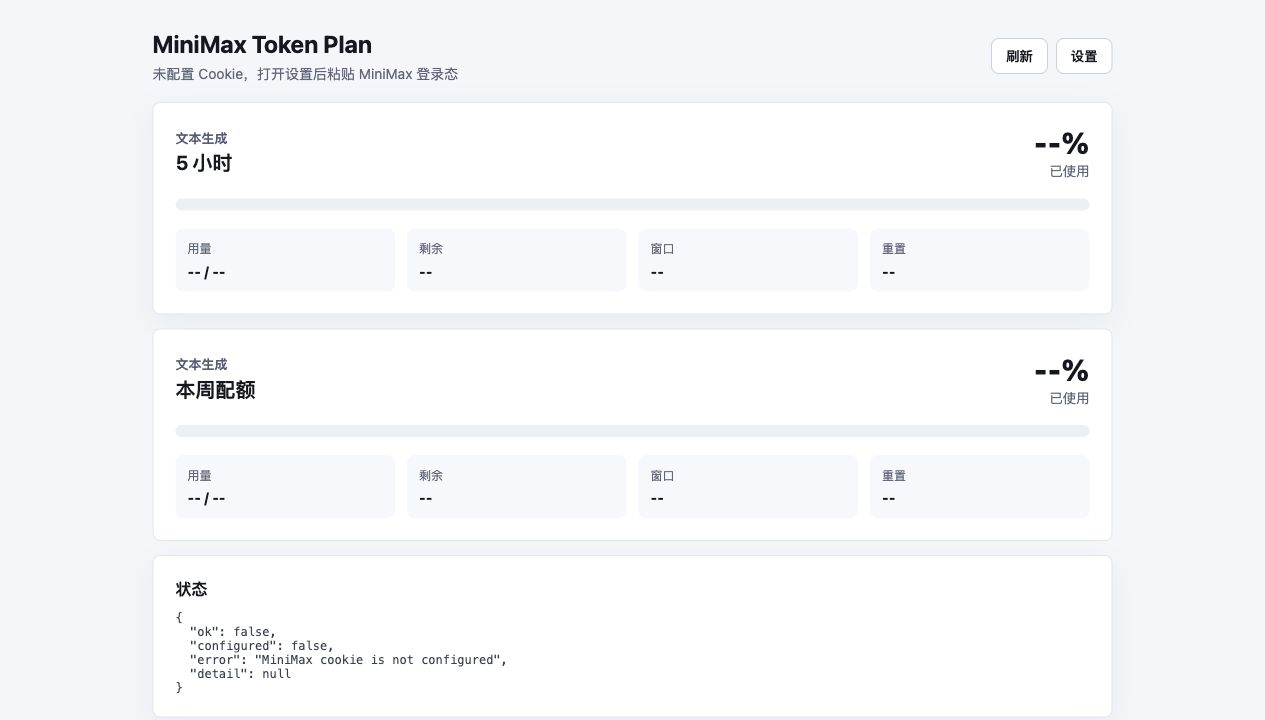 MiniMax Token Plan
未配置 Cookie，打开设置后粘贴 MiniMax 登录态
刷新
设置
文本生成
5 小时
--%
已使用
用量
-- / --
剩余
--
窗口
--
重置
--
文本生成
本周配额
--%
已使用
用量
-- / --
剩余
--
窗口
--
重置
--
状态
{
  "ok": false,
  "configured": false,
  "error": "MiniMax cookie is not configured",
  "detail": null
}